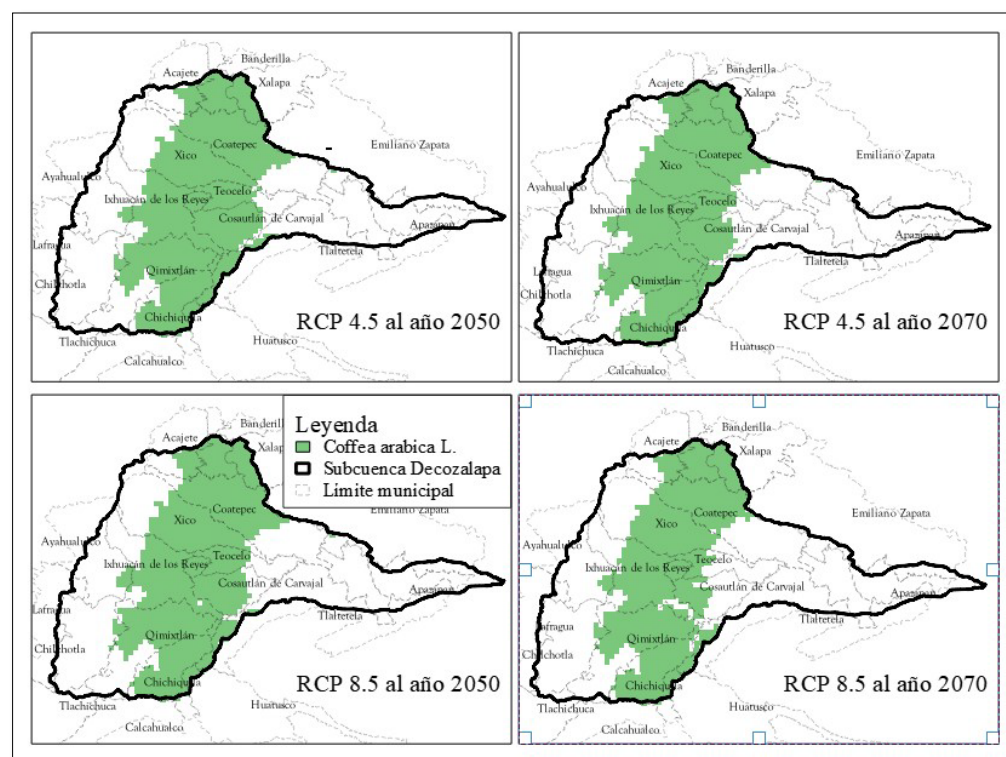 Banderilla
Acajete
Xalapa
Emiliano Zapata
Coatepec
Xico
Ayahualulco
Teocelo
Ixhuacán de los Reyes
Cosautlán de Carvajal
Apazapan
Lafragua
Tlaltetela
Qimixtlán
Chilchotla
Chichiquila
RCP 4.5 al año 2050
Tlachichuca
Huatusco
Calcahualco
Banderilla
Acajete
Xalapa
Emiliano Zapata
Coatepec
Xico
Ayahualulco
Teocelo
Ixhuacán de los Reyes
Cosautlán de Carvajal
Apazapan
Tlaltetela
Lafragua
Qimixtlán
Chilchotla
Chichiquila
RCP 4.5 al año 2070
Tlachichuca
Huatusco
Calcahualco
Leyenda
Coffea arabica L.
Subcuenca Decozalapa
Límite municipal
Acajete
Emiliano Zapata
Coatepec
Xico
Ayahualulco
Teocelo
Ixhuacán de los Reyes
Cosautlán de Carvajal
Apazapan
Lafragua
Tlaltetela
Qimixtlán
Chilchotla
Chichiquila
RCP 8.5 al año 2050
Tlachichuca
Huatusco
Calcahualco
Banderilla
Acajete
Xalapa
Emiliano Zapata
Coatepec
Xico
Ayahualulco
Teocelo
Ixhuacán de los Reyes
Cosautlán de Carvajal
Apazapan
Tlaltetela
Lafragua
Qimixtlán
Chilchotla
Chichiquila
RCP 8.5 al año 2070
Tlachichuca
Huatusco
Calcahualco